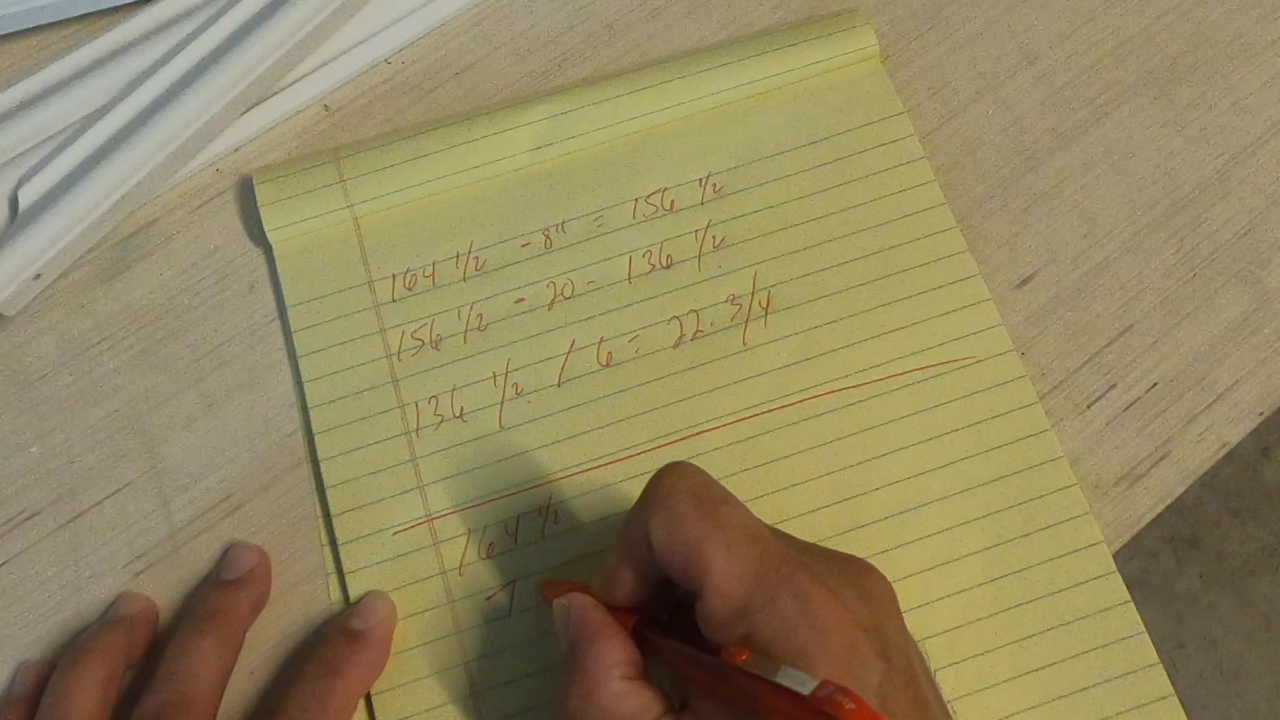 164 1/2 - 8" = 156 1/2
156 1/2 - 20 - 136 1/2
136 1/2 / 6 = 22. 3/4
164 1/2